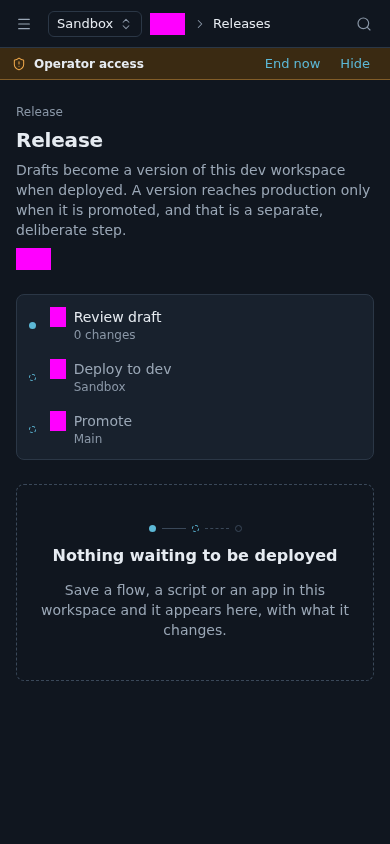 Sandbox
Releases
Operator access
End now
Hide
Release
Release
Drafts become a version of this dev workspace
when deployed. A version reaches production only
when it is promoted, and that is a separate,
deliberate step.
Review draft
0 changes
Deploy to dev
Sandbox
Promote
Main
Nothing waiting to be deployed
Save a flow, a script or an app in this
workspace and it appears here, with what it
changes.